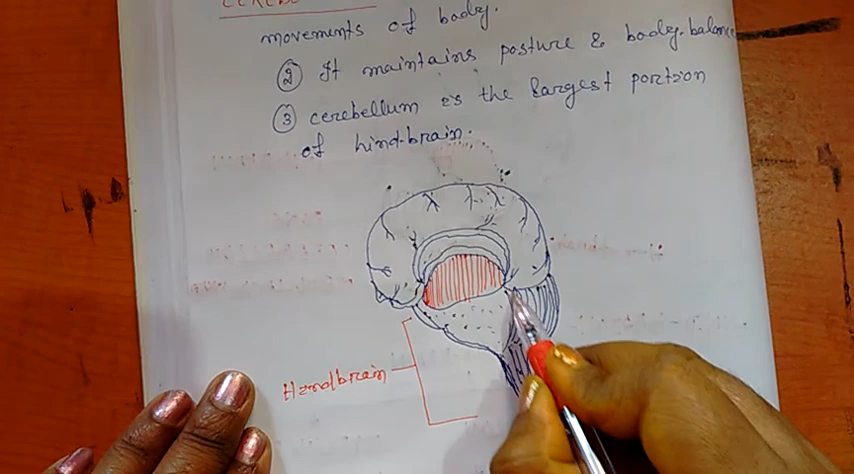 movements of body.
② It maintains posture & body-balance
③ cerebellum is the largest portion
of hind-brain.
Hindbrain